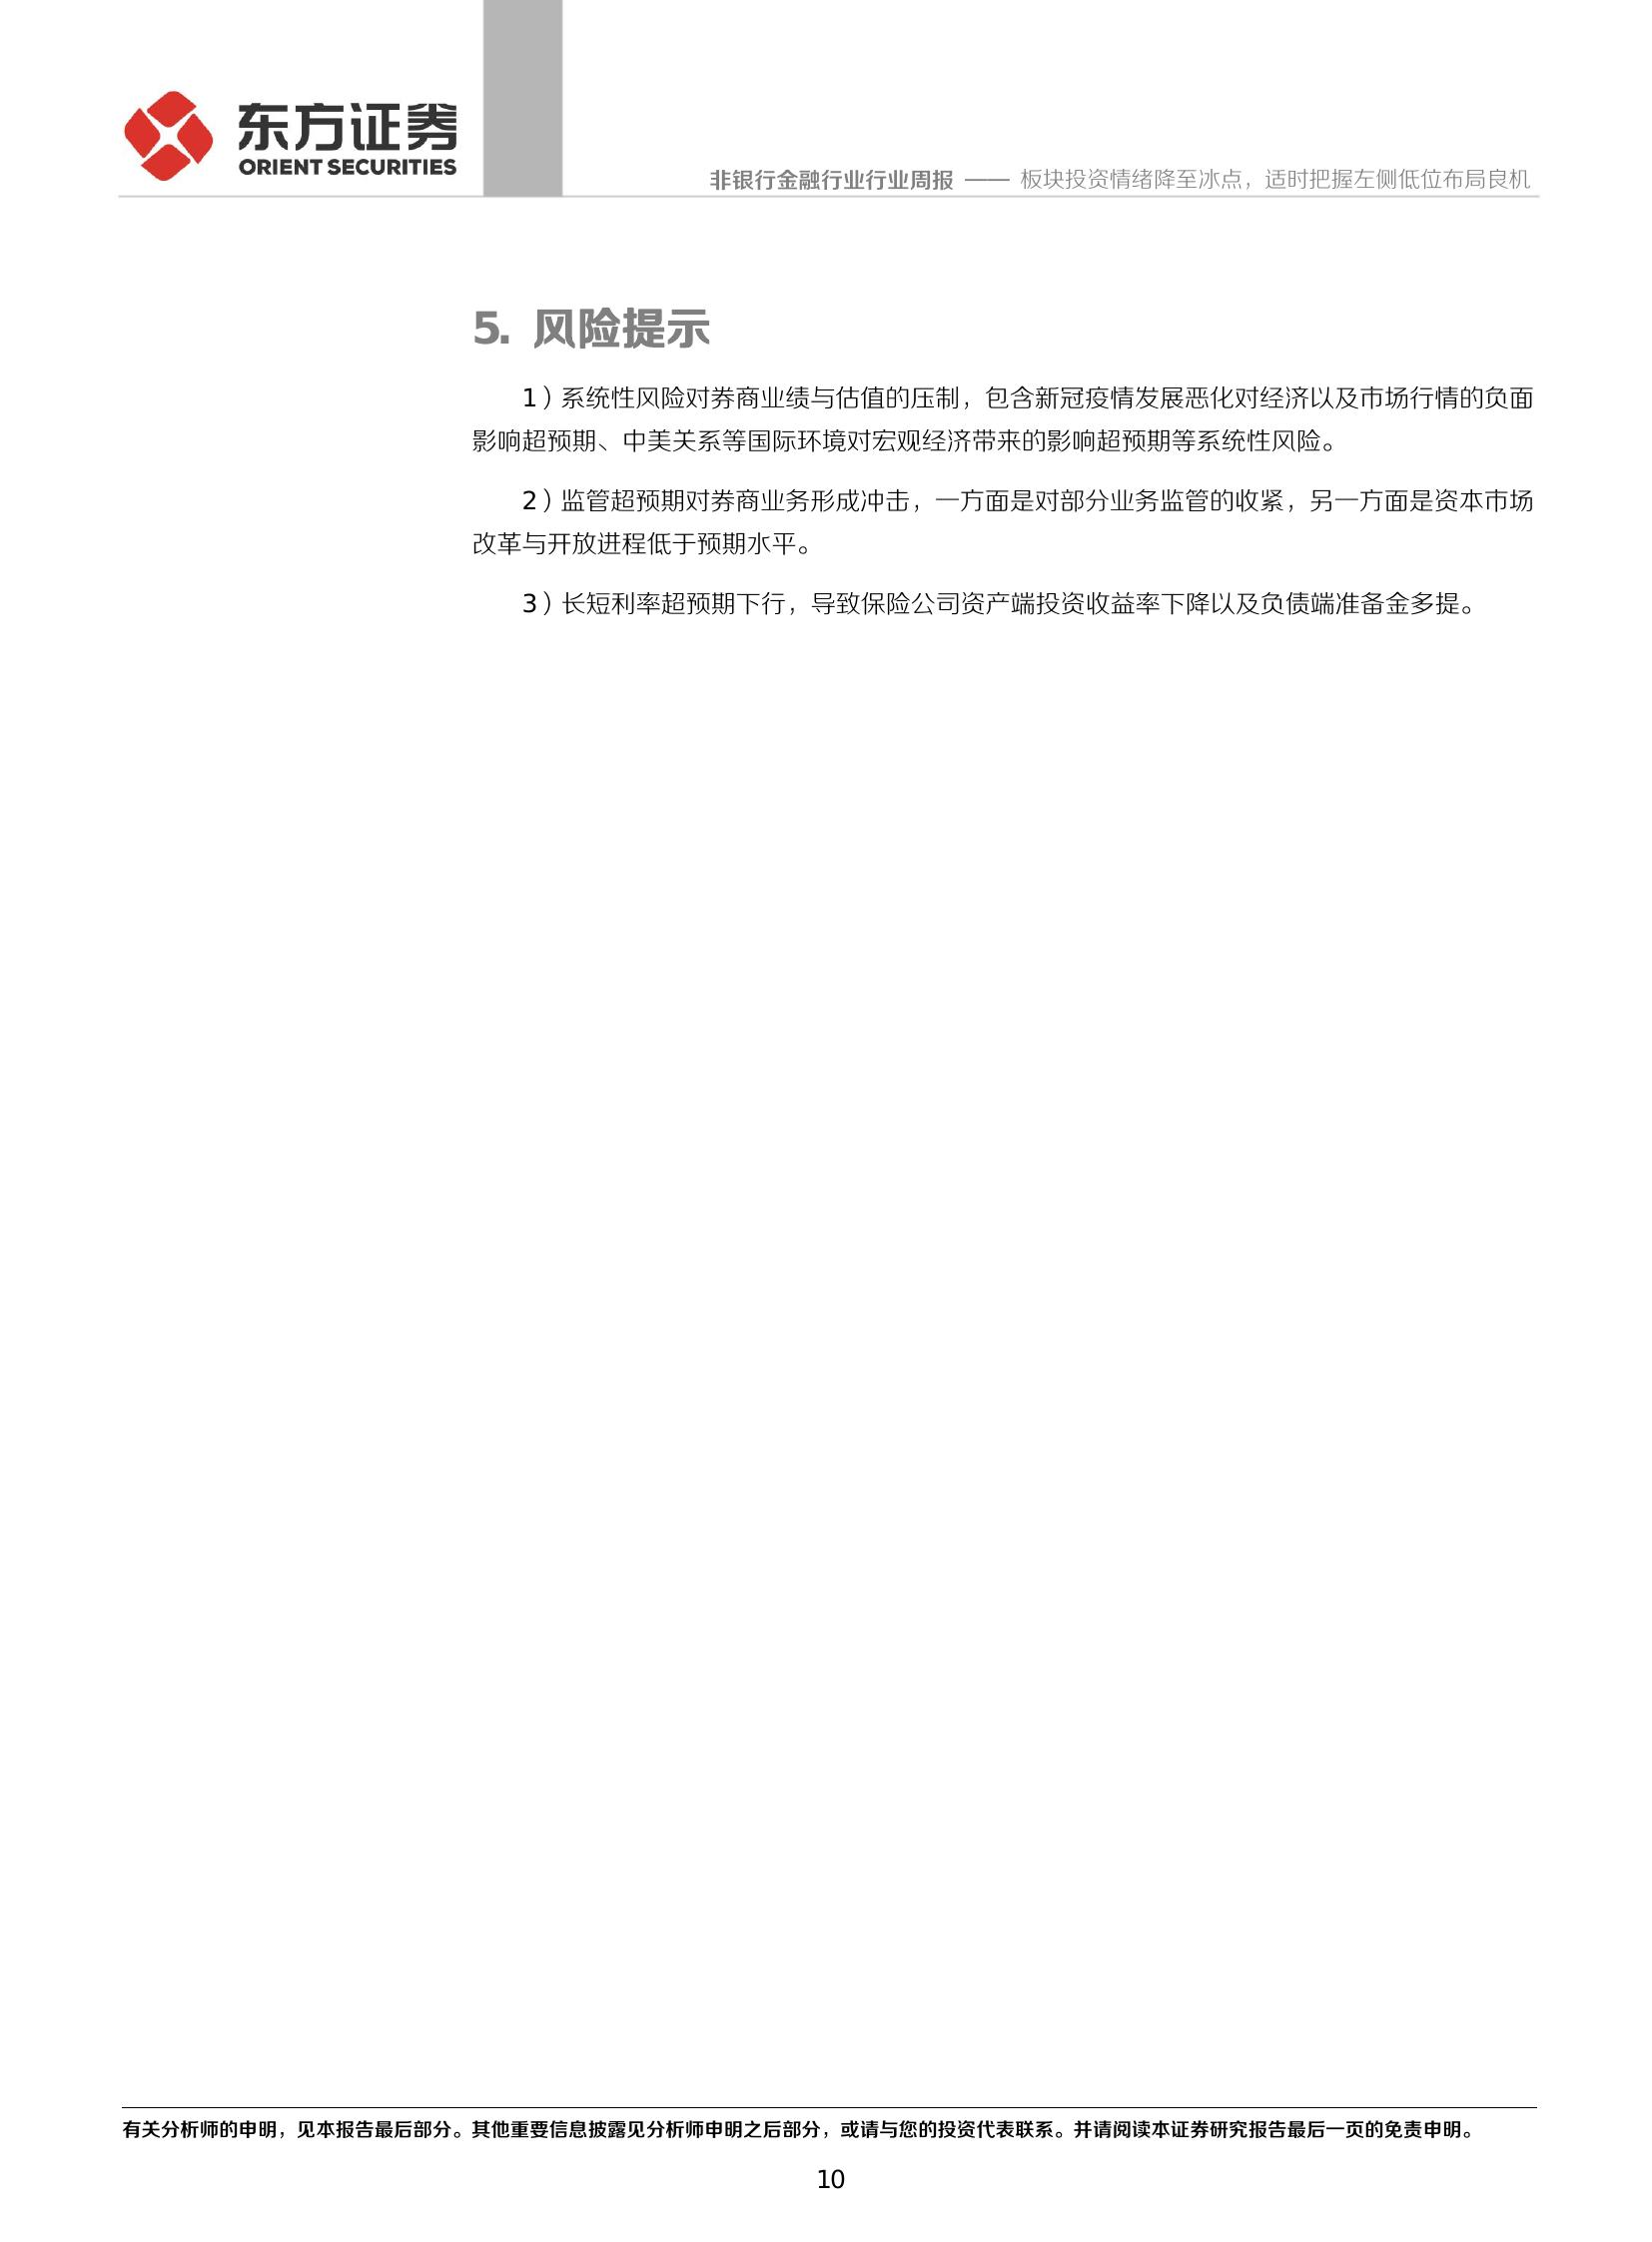 东方证券
ORIENT SECURITIES
非银行金融行业行业周报 —— 板块投资情绪降至冰点，适时把握左侧低位布局良机
5. 风险提示
1）系统性风险对券商业绩与估值的压制，包含新冠疫情发展恶化对经济以及市场行情的负面
影响超预期、中美关系等国际环境对宏观经济带来的影响超预期等系统性风险。
2）监管超预期对券商业务形成冲击，一方面是对部分业务监管的收紧，另一方面是资本市场
改革与开放进程低于预期水平。
3）长短利率超预期下行，导致保险公司资产端投资收益率下降以及负债端准备金多提。
有关分析师的申明，见本报告最后部分。其他重要信息披露见分析师申明之后部分，或请与您的投资代表联系。并请阅读本证券研究报告最后一页的免责申明。
10